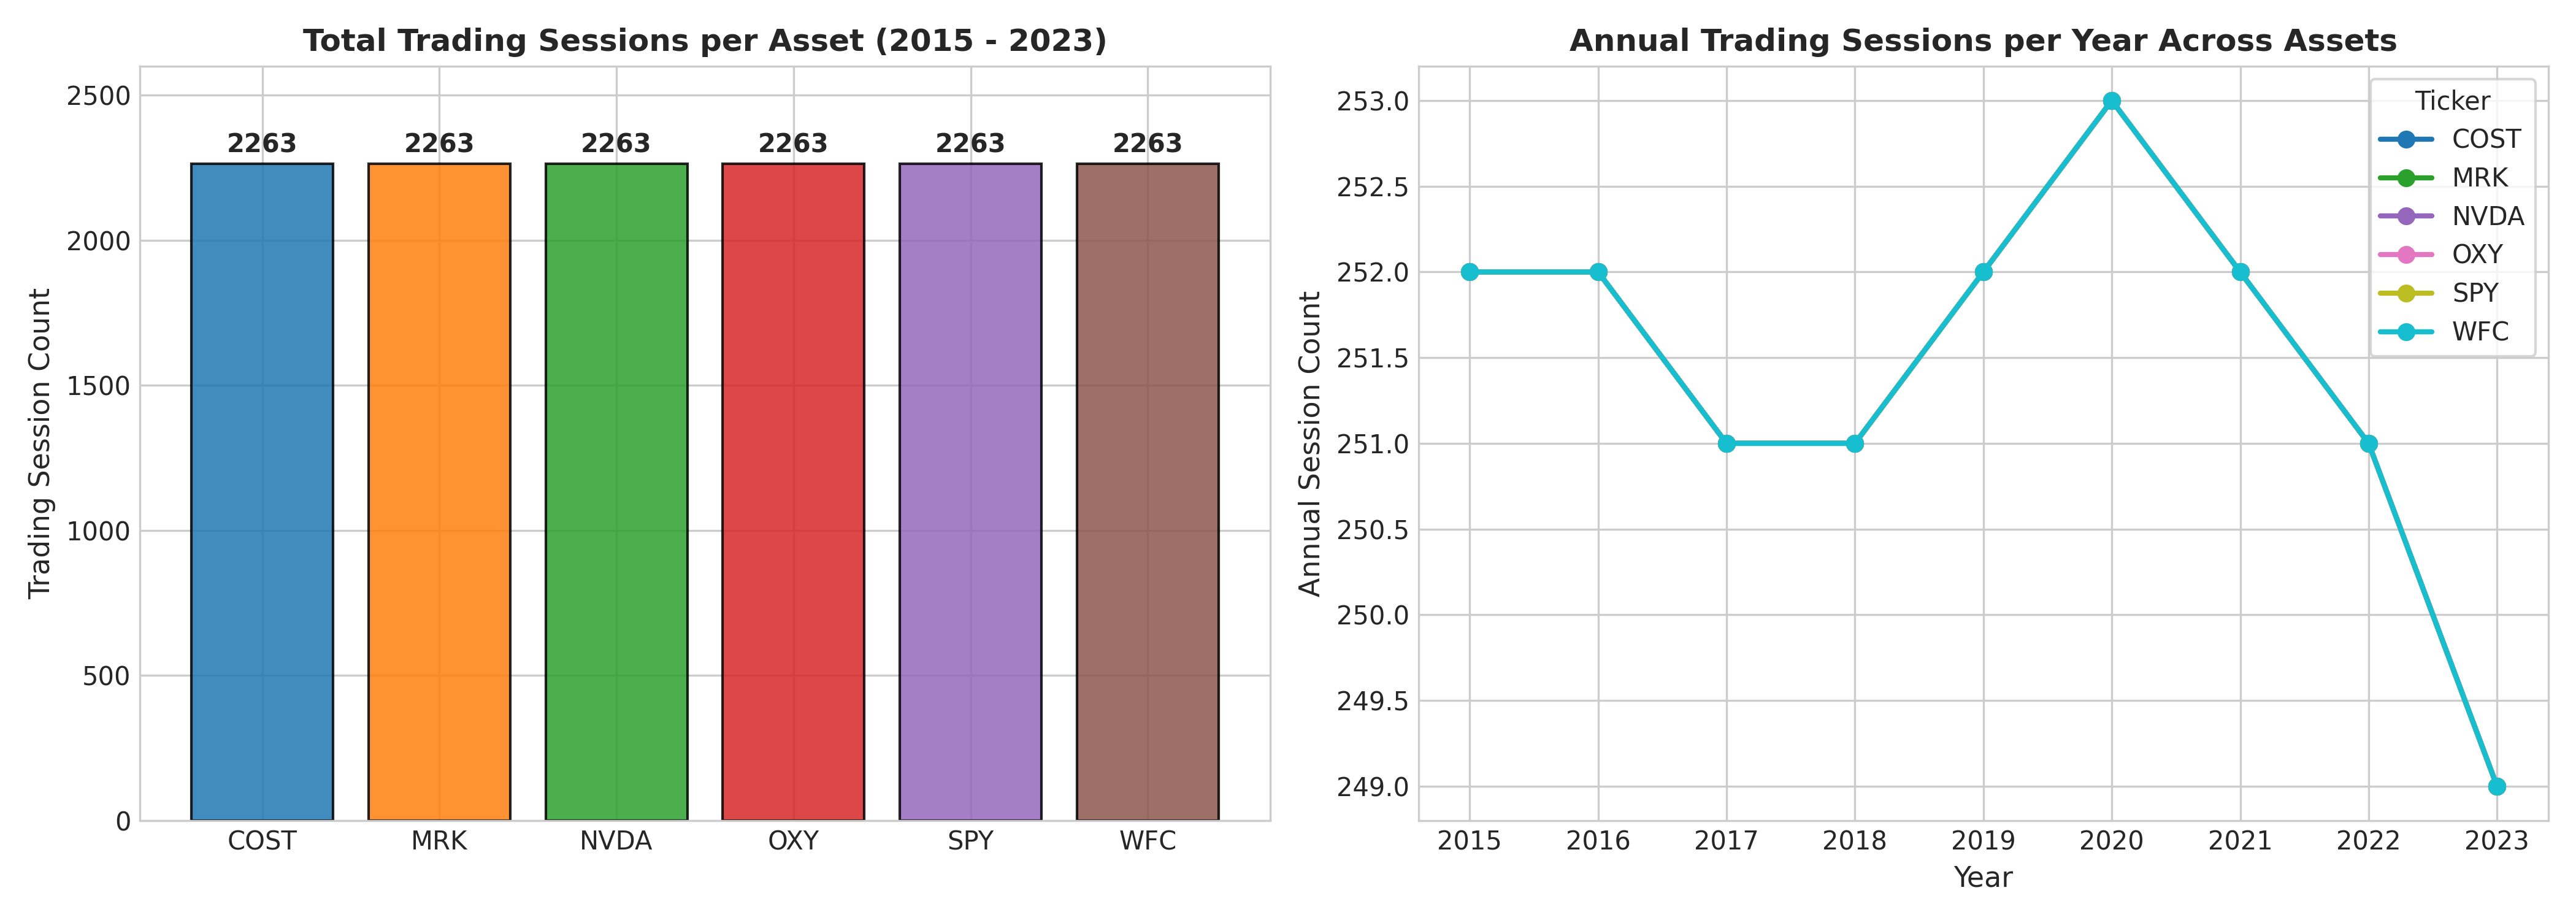 Total Trading Sessions per Asset (2015 - 2023)
Trading Session Count
2500
2000
1500
1000
500
0
2263 2263 2263 2263 2263 2263
COST MRK NVDA OXY SPY WFC
Annual Trading Sessions per Year Across Assets
Annual Session Count
253.0
252.5
252.0
251.5
251.0
250.5
250.0
249.5
249.0
Ticker
COST
MRK
NVDA
OXY
SPY
WFC
2015 2016 2017 2018 2019 2020 2021 2022 2023
Year